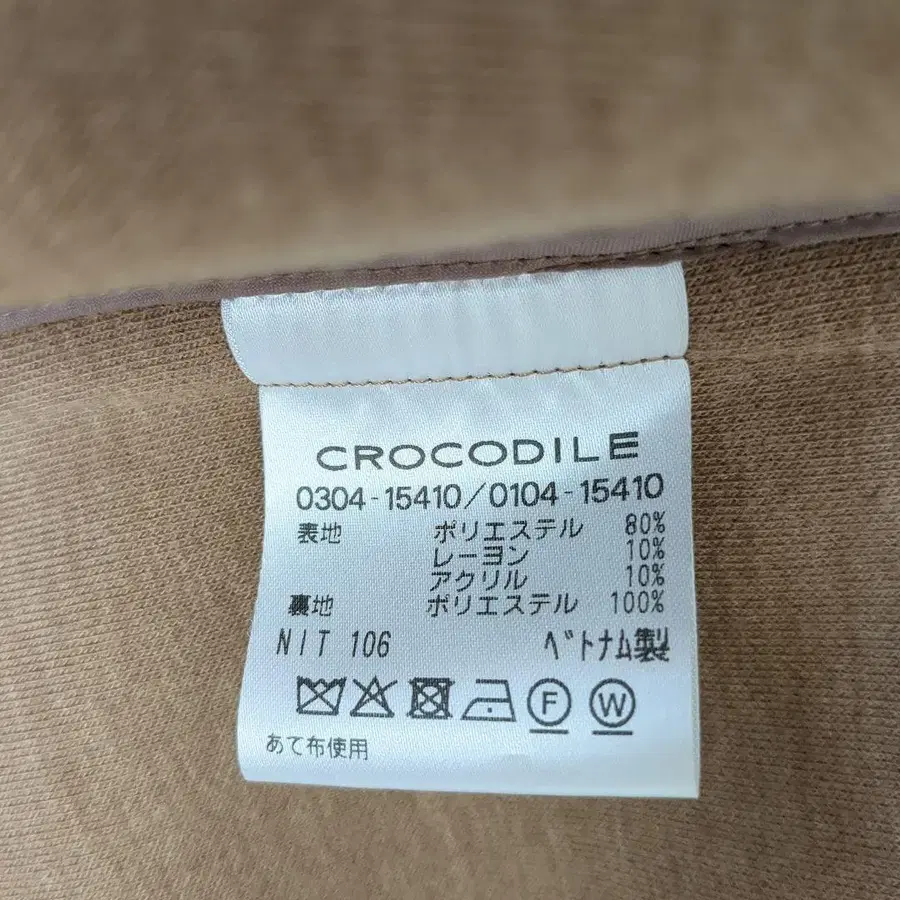 CROCODILE
0304-15410/0104-15410
表地 ポリエステル 80%
レーヨン 10%
アクリル 10%
裏地 ポリエステル 100%
NIT 106 ベトナム製
F W
あて布使用